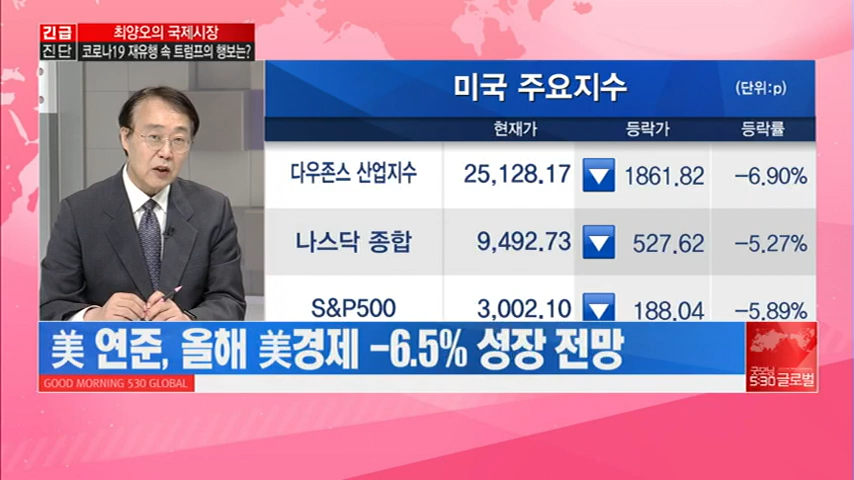 긴급
진단
최양오의 국제시장
코로나19 재유행 속 트럼프의 행보는?
미국 주요지수
(단위:p)
현재가 등락가 등락률
다우존스 산업지수 25,128.17 ▼ 1861.82 -6.90%
나스닥 종합 9,492.73 ▼ 527.62 -5.27%
S&P500 3,002.10 ▼ 188.04 -5.89%
美 연준, 올해 美경제 -6.5% 성장 전망
GOOD MORNING 530 GLOBAL
굿모닝
5:30 글로벌